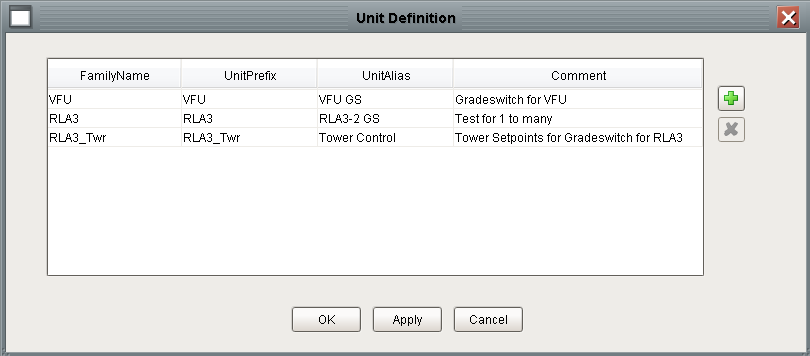 Unit Definition
FamilyName UnitPrefix UnitAlias Comment
VFU VFU VFU GS Gradeswitch for VFU
RLA3 RLA3 RLA3-2 GS Test for 1 to many
RLA3_Twr RLA3_Twr Tower Control Tower Setpoints for Gradeswitch for RLA3
OK Apply Cancel